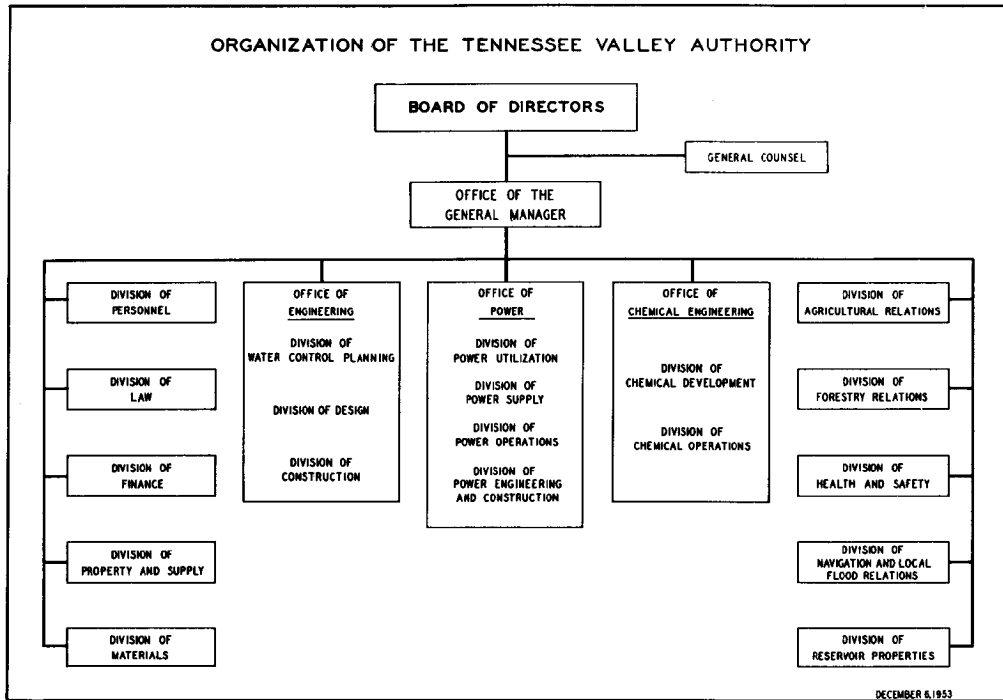 ORGANIZATION OF THE TENNESSEE VALLEY AUTHORITY
BOARD OF DIRECTORS
GENERAL COUNSEL
OFFICE OF THE
GENERAL MANAGER
DIVISION OF
PERSONNEL
DIVISION OF
LAW
DIVISION OF
FINANCE
DIVISION OF
PROPERTY AND SUPPLY
DIVISION OF
MATERIALS
OFFICE OF
ENGINEERING
DIVISION OF
WATER CONTROL PLANNING
DIVISION OF DESIGN
DIVISION OF
CONSTRUCTION
OFFICE OF
POWER
DIVISION OF
POWER UTILIZATION
DIVISION OF
POWER SUPPLY
DIVISION OF
POWER OPERATIONS
DIVISION OF
POWER ENGINEERING
AND CONSTRUCTION
OFFICE OF
CHEMICAL ENGINEERING
DIVISION OF
CHEMICAL DEVELOPMENT
DIVISION OF
CHEMICAL OPERATIONS
DIVISION OF
AGRICULTURAL RELATIONS
DIVISION OF
FORESTRY RELATIONS
DIVISION OF
HEALTH AND SAFETY
DIVISION OF
NAVIGATION AND LOCAL
FLOOD RELATIONS
DIVISION OF
RESERVOIR PROPERTIES
DECEMBER 6, 1953